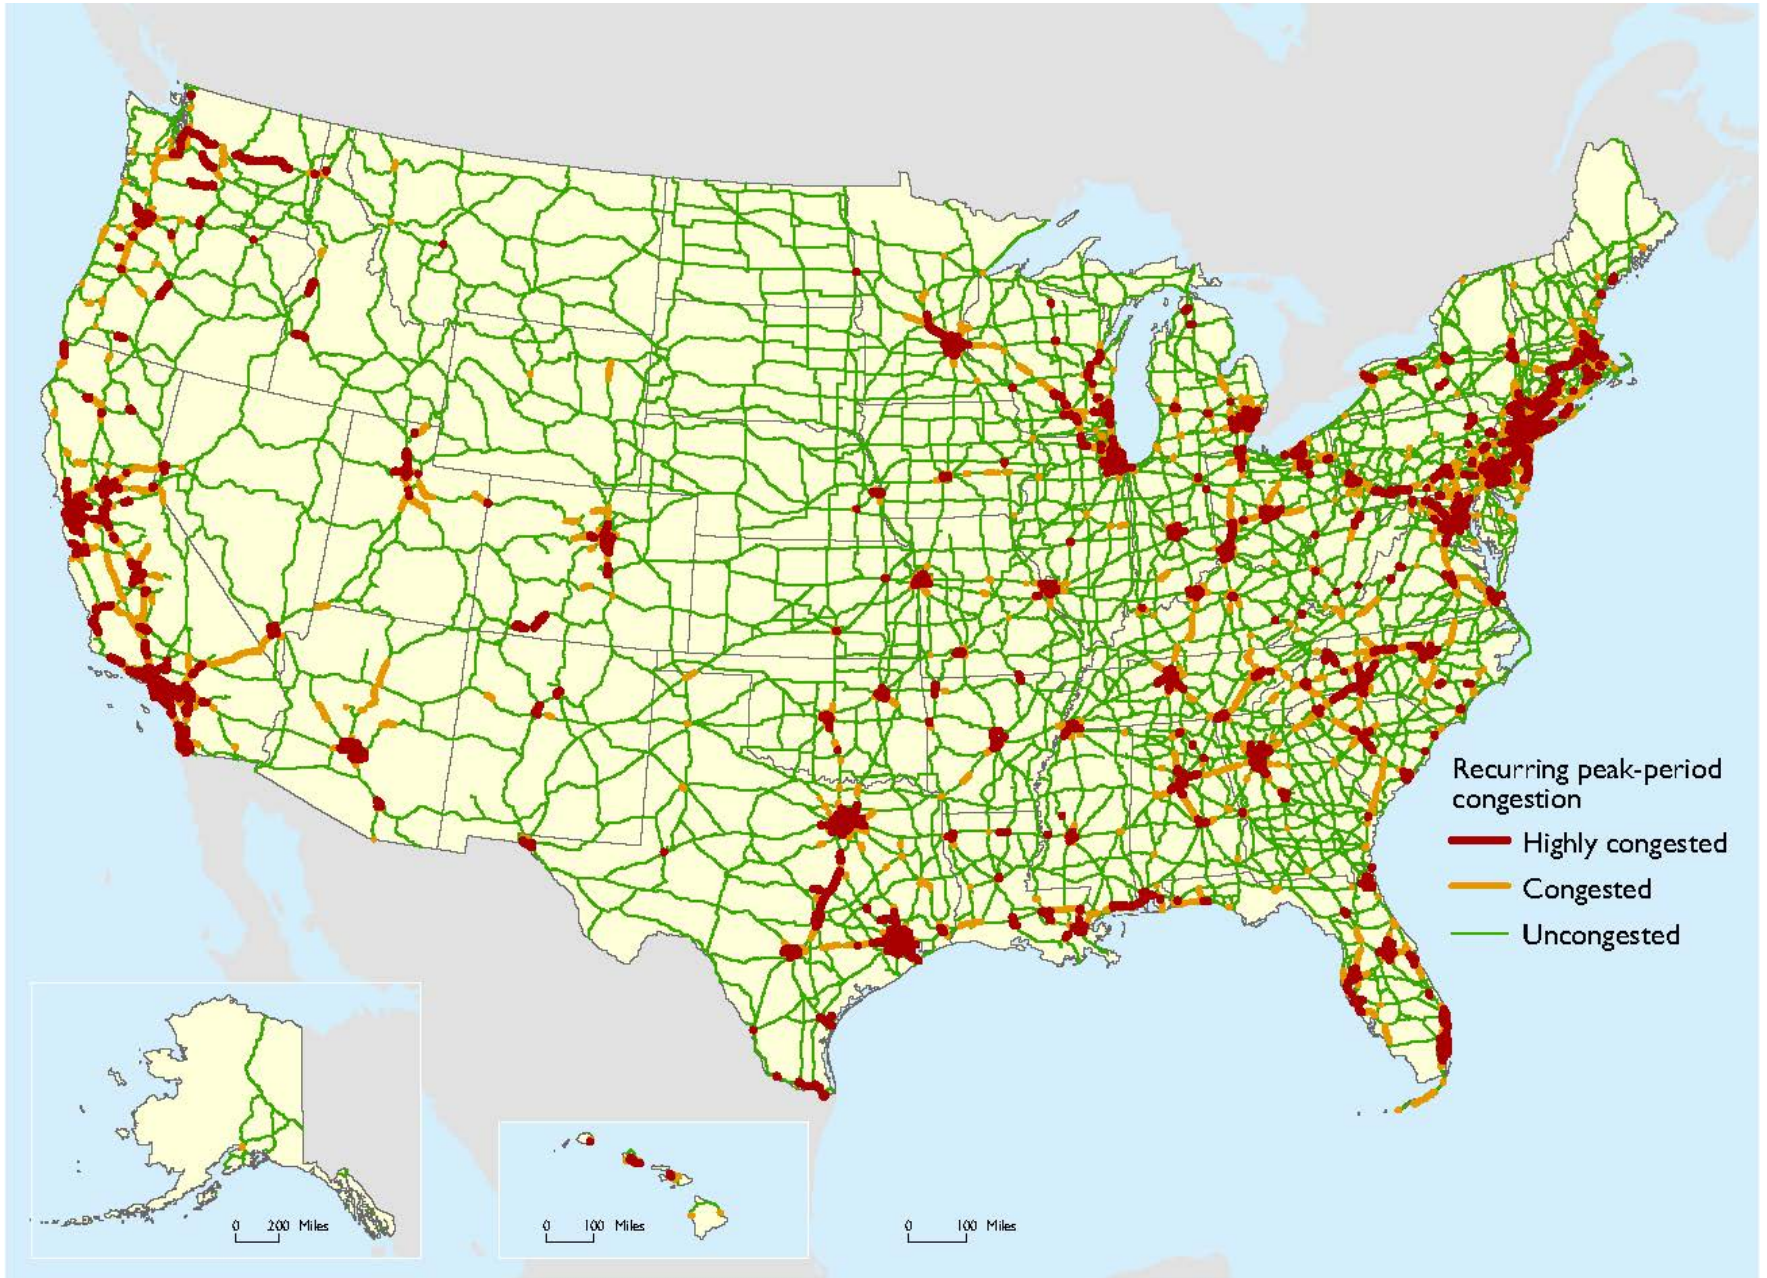 Recurring peak-period
congestion
Highly congested
Congested
Uncongested
0 200 Miles
0 100 Miles
0 100 Miles